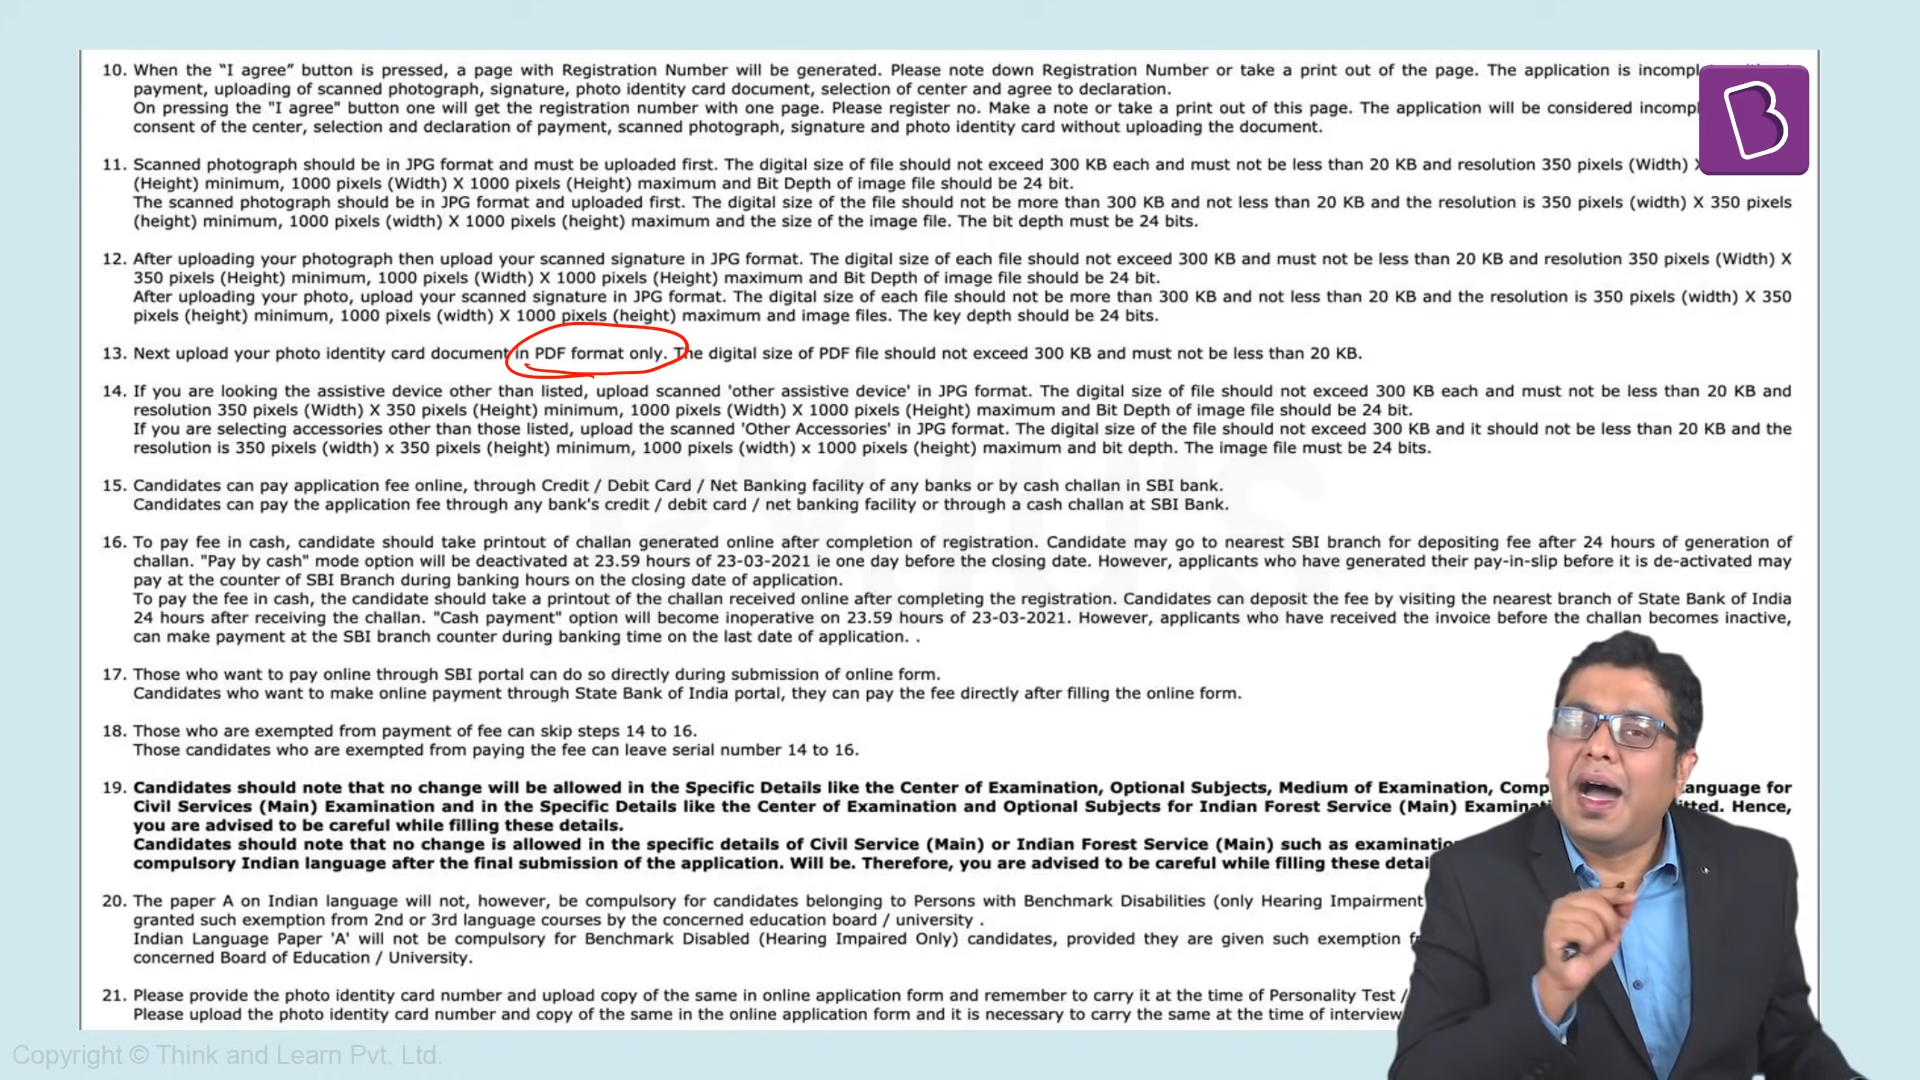 10. When the “I agree” button is pressed, a page with Registration Number will be generated. Please note down Registration Number or take a print out of the page. The application is
payment, uploading of scanned photograph, signature, photo identity card document, selection of center and agree to declaration.
On pressing the "I agree" button one will get the registration number with one page. Please register no. Make a note or take a print out of this page. The application will be considered
consent of the center, selection and declaration of payment, scanned photograph, signature and photo identity card without uploading the document.
11. Scanned photograph should be in JPG format and must be uploaded first. The digital size of file should not exceed 300 KB each and must not be less than 20 KB and resolution 350 pixels (Width)
(Height) minimum, 1000 pixels (Width) X 1000 pixels (Height) maximum and Bit Depth of image file should be 24 bit.
The scanned photograph should be in JPG format and uploaded first. The digital size of the file should not be more than 300 KB and not less than 20 KB and the resolution is 350 pixels (width) X 350 pixels
(height) minimum, 1000 pixels (width) X 1000 pixels (height) maximum and the size of the image file. The bit depth must be 24 bits.
12. After uploading your photograph then upload your scanned signature in JPG format. The digital size of each file should not exceed 300 KB and must not be less than 20 KB and resolution 350 pixels (Width) X
350 pixels (Height) minimum, 1000 pixels (Width) X 1000 pixels (Height) maximum and Bit Depth of image file should be 24 bit.
After uploading your photo, upload your scanned signature in JPG format. The digital size of each file should not be more than 300 KB and not less than 20 KB and the resolution is 350 pixels (width) X 350
pixels (height) minimum, 1000 pixels (width) X 1000 pixels (height) maximum and image files. The key depth should be 24 bits.
13. Next upload your photo identity card document in PDF format only. The digital size of PDF file should not exceed 300 KB and must not be less than 20 KB.
14. If you are looking the assistive device other than listed, upload scanned 'other assistive device' in JPG format. The digital size of file should not exceed 300 KB each and must not be less than 20 KB and
resolution 350 pixels (Width) X 350 pixels (Height) minimum, 1000 pixels (Width) X 1000 pixels (Height) maximum and Bit Depth of image file should be 24 bit.
If you are selecting accessories other than those listed, upload the scanned 'Other Accessories' in JPG format. The digital size of the file should not exceed 300 KB and it should not be less than 20 KB and the
resolution is 350 pixels (width) x 350 pixels (height) minimum, 1000 pixels (width) x 1000 pixels (height) maximum and bit depth. The image file must be 24 bits.
15. Candidates can pay application fee online, through Credit / Debit Card / Net Banking facility of any banks or by cash challan in SBI bank.
Candidates can pay the application fee through any bank's credit / debit card / net banking facility or through a cash challan at SBI Bank.
16. To pay fee in cash, candidate should take printout of challan generated online after completion of registration. Candidate may go to nearest SBI branch for depositing fee after 24 hours of generation of
challan. "Pay by cash" mode option will be deactivated at 23.59 hours of 23-03-2021 ie one day before the closing date. However, applicants who have generated their pay-in-slip before it is de-activated may
pay at the counter of SBI Branch during banking hours on the closing date of application.
To pay the fee in cash, the candidate should take a printout of the challan received online after completing the registration. Candidates can deposit the fee by visiting the nearest branch of State Bank of India
24 hours after receiving the challan. "Cash payment" option will become inoperative on 23.59 hours of 23-03-2021. However, applicants who have received the invoice before the challan becomes inactive,
can make payment at the SBI branch counter during banking time on the last date of application. .
17. Those who want to pay online through SBI portal can do so directly during submission of online form.
Candidates who want to make online payment through State Bank of India portal, they can pay the fee directly after filling the online form.
18. Those who are exempted from payment of fee can skip steps 14 to 16.
Those candidates who are exempted from paying the fee can leave serial number 14 to 16.
19. Candidates should note that no change will be allowed in the Specific Details like the Center of Examination, Optional Subjects, Medium of Examination, anguage for
Civil Services (Main) Examination and in the Specific Details like the Center of Examination and Optional Subjects for Indian Forest Service (Main) itted. Hence,
you are advised to be careful while filling these details.
Candidates should note that no change is allowed in the specific details of Civil Service (Main) or Indian Forest Service (Main) such as
compulsory Indian language after the final submission of the application. Will be. Therefore, you are advised to be careful while filling these
20. The paper A on Indian language will not, however, be compulsory for candidates belonging to Persons with Benchmark Disabilities (only Hearing Impairment
granted such exemption from 2nd or 3rd language courses by the concerned education board / university .
Indian Language Paper 'A' will not be compulsory for Benchmark Disabled (Hearing Impaired Only) candidates, provided they are given such exemption
concerned Board of Education / University.
21. Please provide the photo identity card number and upload copy of the same in online application form and remember to carry it at the time of Personality Test /
Please upload the photo identity card number and copy of the same in the online application form and it is necessary to carry the same at the time of interview
Copyright © Think and Learn Pvt. Ltd.